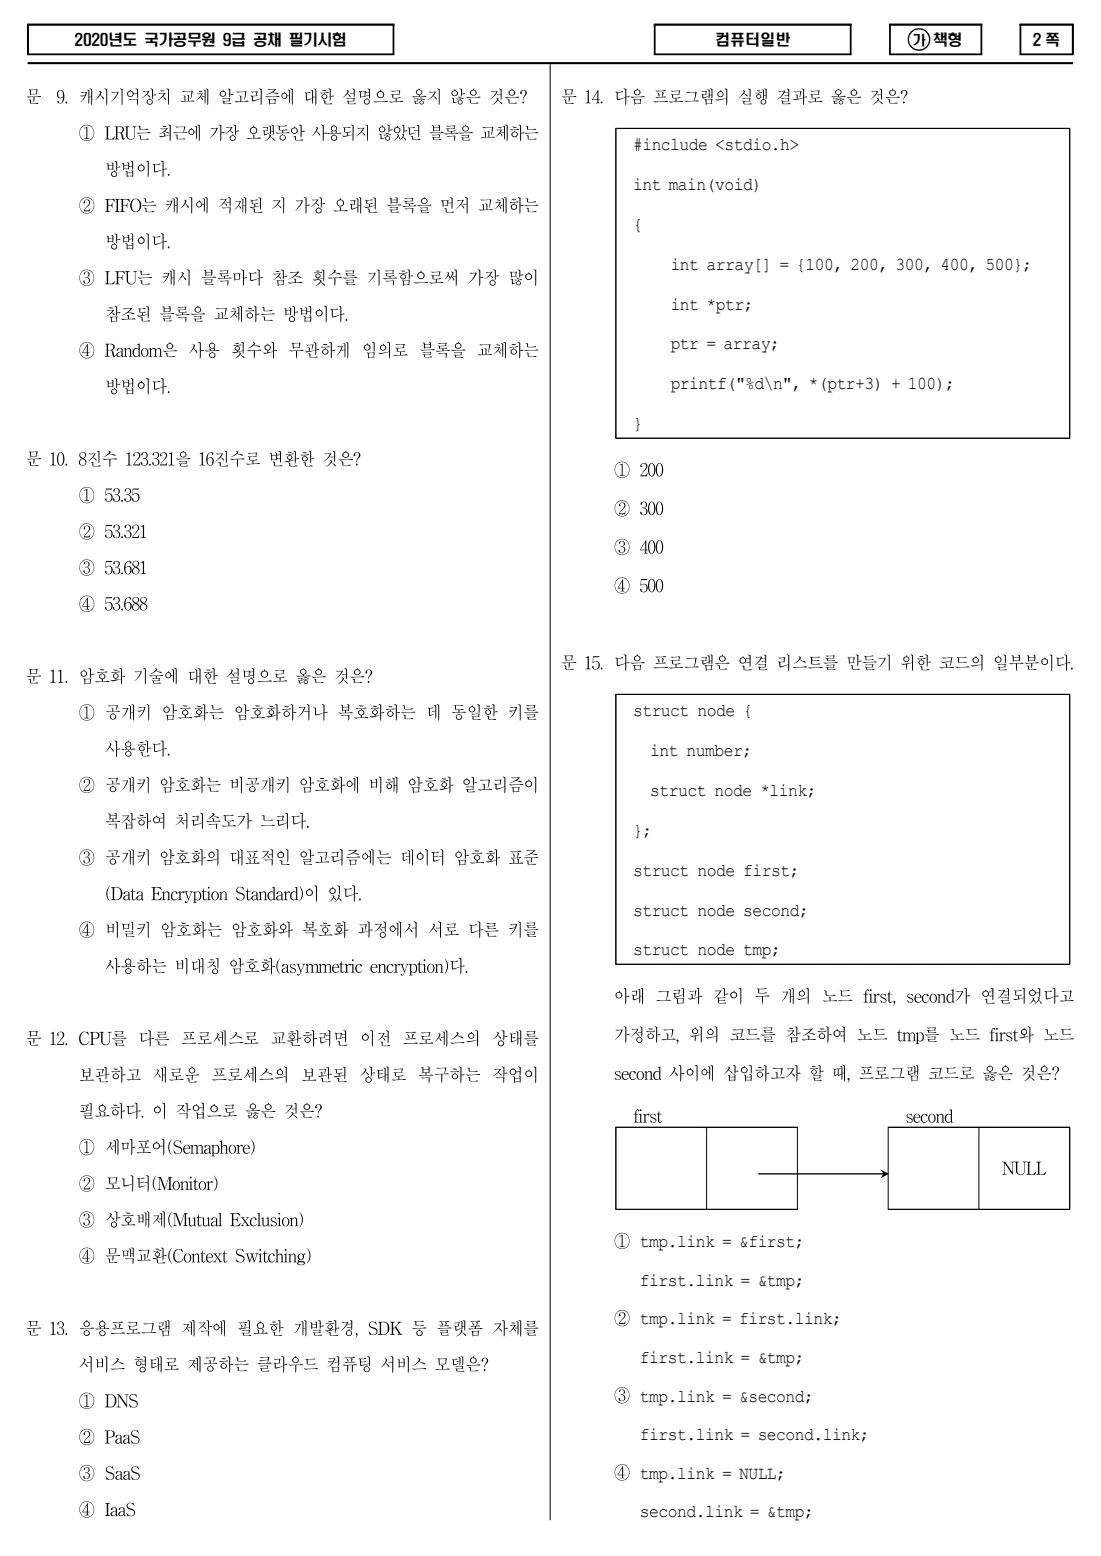 2020년도 국가공무원 9급 공채 필기시험
컴퓨터일반
㉮ 책형
2 쪽
문 9. 캐시기억장치 교체 알고리즘에 대한 설명으로 옳지 않은 것은?
① LRU는 최근에 가장 오랫동안 사용되지 않았던 블록을 교체하는
방법이다.
② FIFO는 캐시에 적재된 지 가장 오래된 블록을 먼저 교체하는
방법이다.
③ LFU는 캐시 블록마다 참조 횟수를 기록함으로써 가장 많이
참조된 블록을 교체하는 방법이다.
④ Random은 사용 횟수와 무관하게 임의로 블록을 교체하는
방법이다.
문 10. 8진수 123.321을 16진수로 변환한 것은?
① 53.35
② 53.321
③ 53.681
④ 53.688
문 11. 암호화 기술에 대한 설명으로 옳은 것은?
① 공개키 암호화는 암호화하거나 복호화하는 데 동일한 키를
사용한다.
② 공개키 암호화는 비공개키 암호화에 비해 암호화 알고리즘이
복잡하여 처리속도가 느리다.
③ 공개키 암호화의 대표적인 알고리즘에는 데이터 암호화 표준
(Data Encryption Standard)이 있다.
④ 비밀키 암호화는 암호화와 복호화 과정에서 서로 다른 키를
사용하는 비대칭 암호화(asymmetric encryption)다.
문 12. CPU를 다른 프로세스로 교환하려면 이전 프로세스의 상태를
보관하고 새로운 프로세스의 보관된 상태로 복구하는 작업이
필요하다. 이 작업으로 옳은 것은?
① 세마포어(Semaphore)
② 모니터(Monitor)
③ 상호배제(Mutual Exclusion)
④ 문맥교환(Context Switching)
문 13. 응용프로그램 제작에 필요한 개발환경, SDK 등 플랫폼 자체를
서비스 형태로 제공하는 클라우드 컴퓨팅 서비스 모델은?
① DNS
② PaaS
③ SaaS
④ IaaS
문 14. 다음 프로그램의 실행 결과로 옳은 것은?
#include <stdio.h>
int main(void)
{
int array[] = {100, 200, 300, 400, 500};
int *ptr;
ptr = array;
printf("%d\n", *(ptr+3) + 100);
}
① 200
② 300
③ 400
④ 500
문 15. 다음 프로그램은 연결 리스트를 만들기 위한 코드의 일부분이다.
struct node {
int number;
struct node *link;
};
struct node first;
struct node second;
struct node tmp;
아래 그림과 같이 두 개의 노드 first, second가 연결되었다고
가정하고, 위의 코드를 참조하여 노드 tmp를 노드 first와 노드
second 사이에 삽입하고자 할 때, 프로그램 코드로 옳은 것은?
first
second
NULL
① tmp.link = &first;
first.link = &tmp;
② tmp.link = first.link;
first.link = &tmp;
③ tmp.link = &second;
first.link = second.link;
④ tmp.link = NULL;
second.link = &tmp;